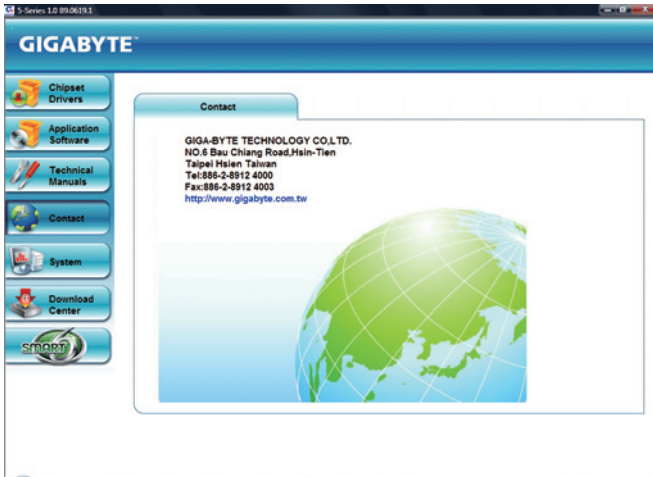 5-Series 1.0 B9.0619.1
GIGABYTE™
Chipset
Drivers
Application
Software
Technical
Manuals
Contact
System
Download
Center
SMART
Contact
GIGA-BYTE TECHNOLOGY CO,LTD.
NO.6 Bau Chiang Road,Hsin-Tien
Taipei Hsien Taiwan
Tel:886-2-8912 4000
Fax:886-2-8912 4003
http://www.gigabyte.com.tw